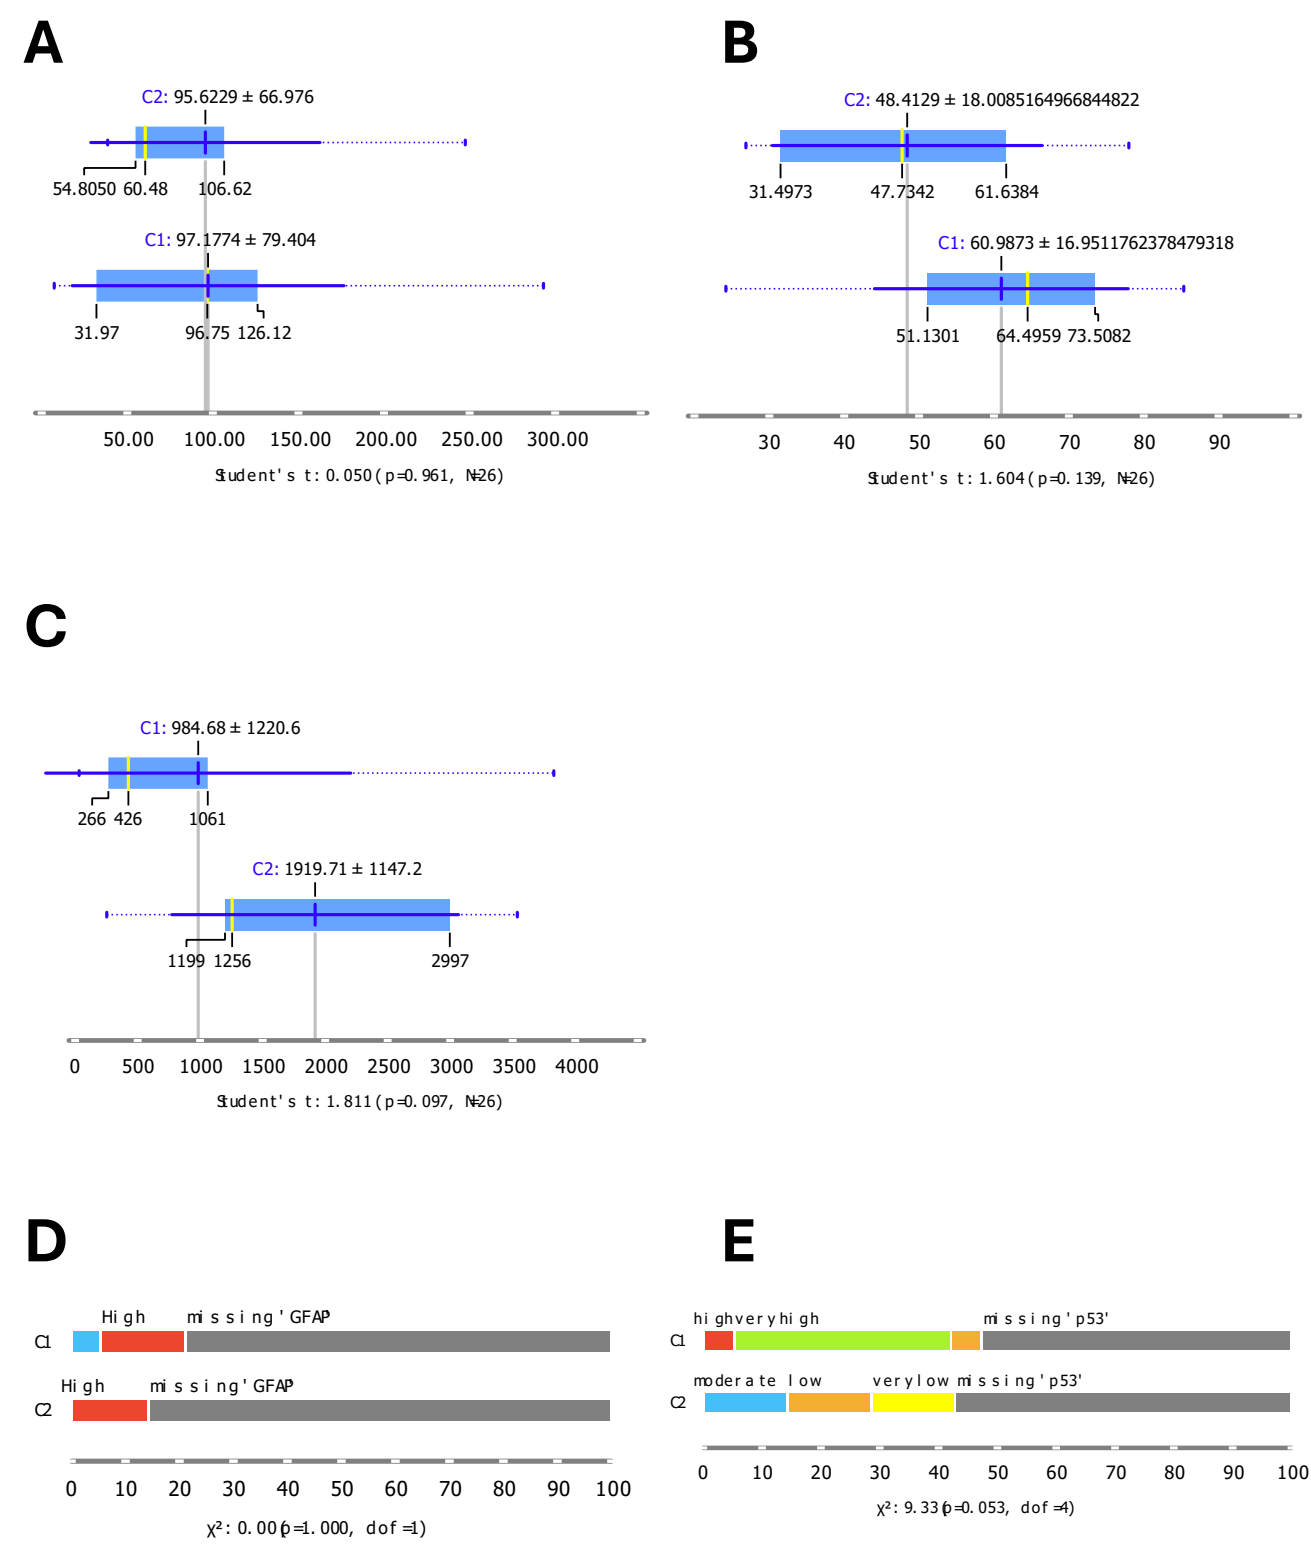 A
C2: 95.6229 ± 66.976
54.8050 60.48 106.62
C1: 97.1774 ± 79.404
31.97 96.75 126.12
50.00 100.00 150.00 200.00 250.00 300.00
Student's t: 0.050 (p=0.961, N=26)
B
C2: 48.4129 ± 18.0085164966844822
31.4973 47.7342 61.6384
C1: 60.9873 ± 16.9511762378479318
51.1301 64.4959 73.5082
30 40 50 60 70 80 90
Student's t: 1.604 (p=0.139, N=26)
C
C1: 984.68 ± 1220.6
266 426 1061
C2: 1919.71 ± 1147.2
1199 1256 2997
0 500 1000 1500 2000 2500 3000 3500 4000
Student's t: 1.811 (p=0.097, N=26)
D
High missing 'GFAP'
C1
High missing 'GFAP'
C2
0 10 20 30 40 50 60 70 80 90 100
χ²: 0.00 (p=1.000, dof=1)
E
high very high missing 'p53'
C1
moderate low very low missing 'p53'
C2
0 10 20 30 40 50 60 70 80 90 100
χ²: 9.33 (p=0.053, dof=4)